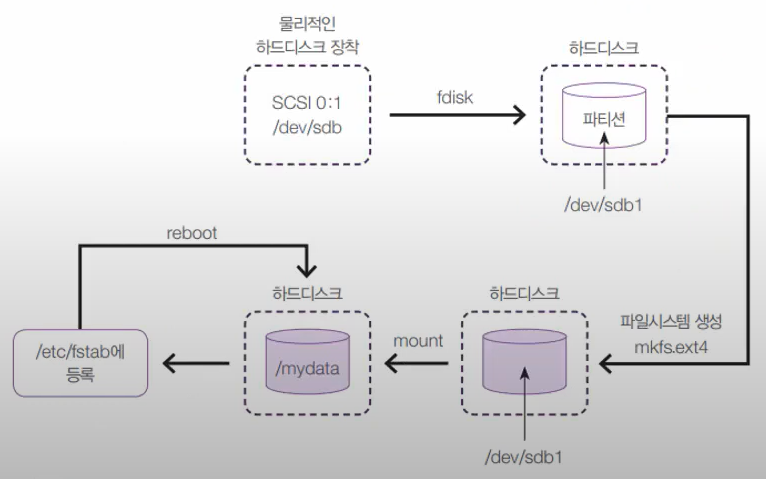 물리적인
하드디스크 장착
SCSI 0:1
/dev/sdb
fdisk
하드디스크
파티션
/dev/sdb1
파일시스템 생성
mkfs.ext4
하드디스크
/dev/sdb1
mount
하드디스크
/mydata
/etc/fstab에
등록
reboot